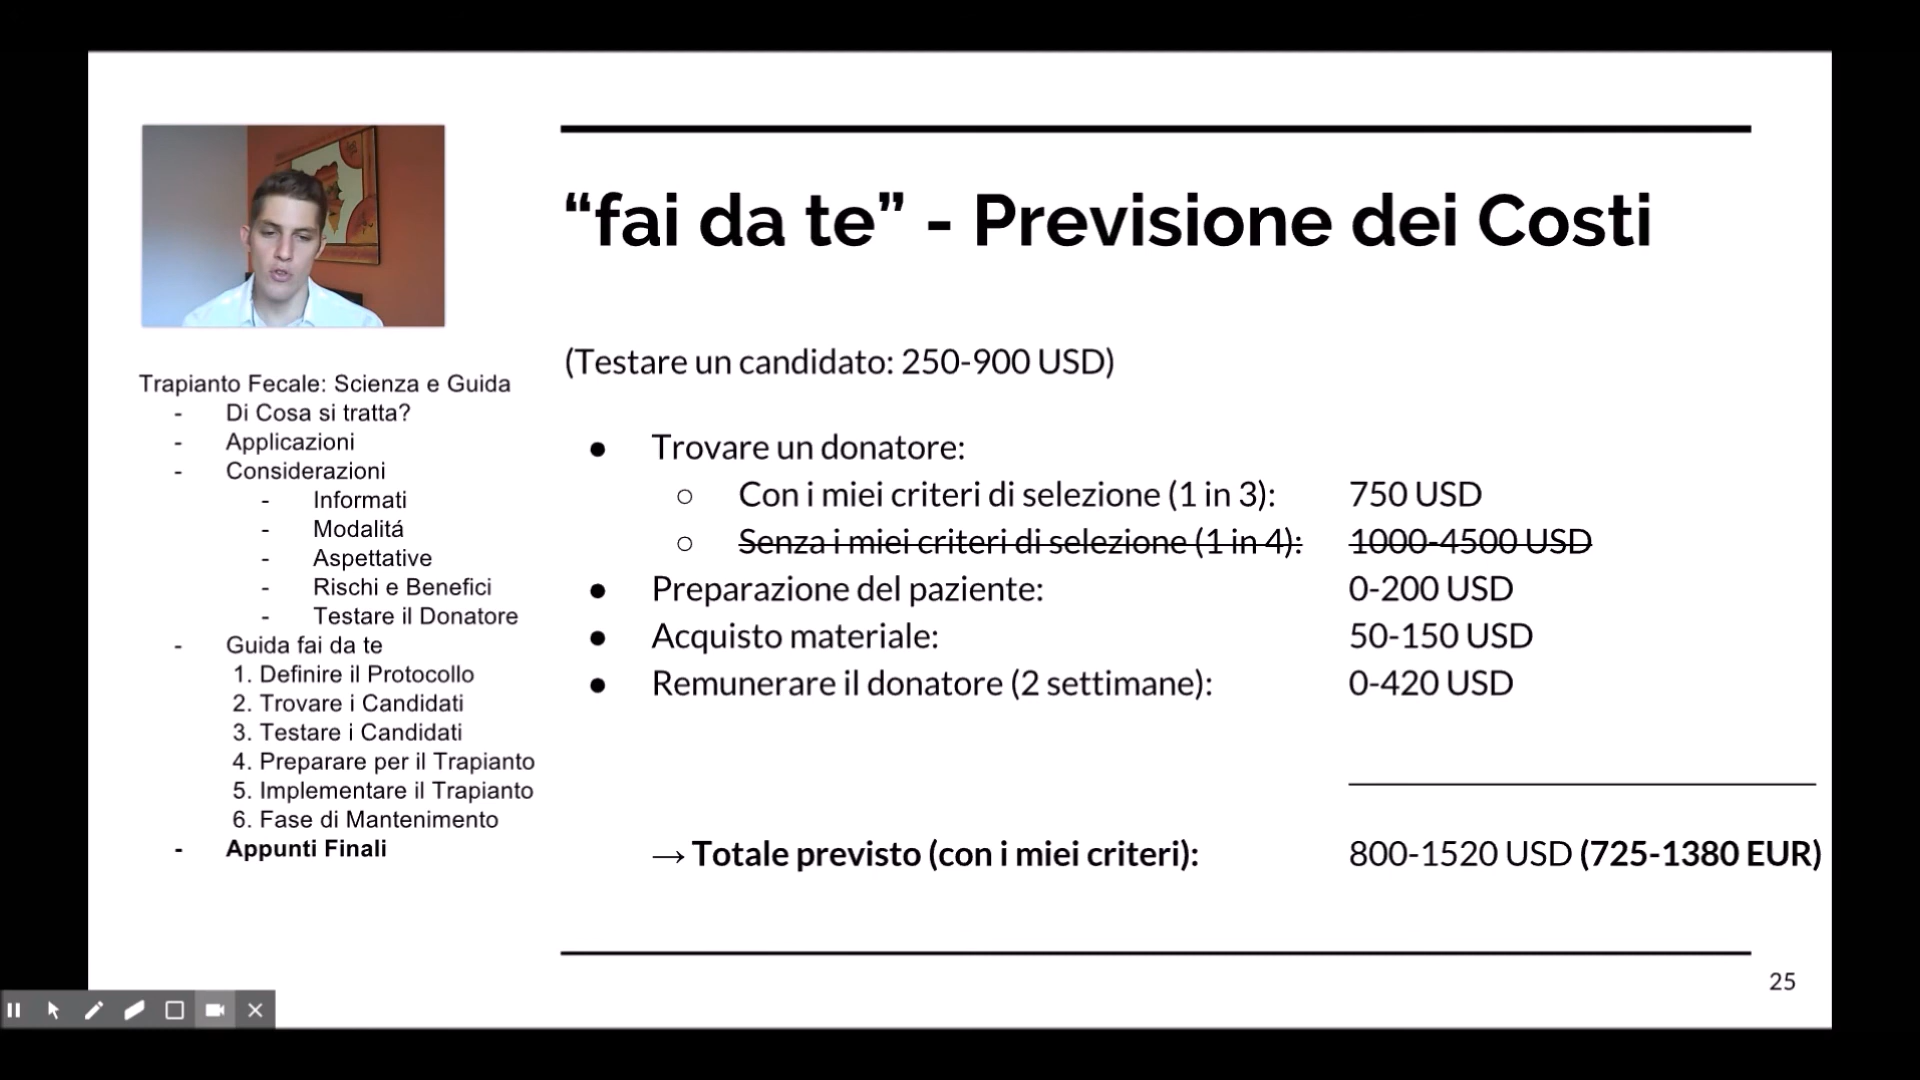 “fai da te” - Previsione dei Costi
Trapianto Fecale: Scienza e Guida
- Di Cosa si tratta?
- Applicazioni
- Considerazioni
- Informati
- Modalitá
- Aspettative
- Rischi e Benefici
- Testare il Donatore
- Guida fai da te
1. Definire il Protocollo
2. Trovare i Candidati
3. Testare i Candidati
4. Preparare per il Trapianto
5. Implementare il Trapianto
6. Fase di Mantenimento
- Appunti Finali
(Testare un candidato: 250-900 USD)
● Trovare un donatore:
○ Con i miei criteri di selezione (1 in 3): 750 USD
○ Senza i miei criteri di selezione (1 in 4): 1000-4500 USD
● Preparazione del paziente: 0-200 USD
● Acquisto materiale: 50-150 USD
● Remunerare il donatore (2 settimane): 0-420 USD
→ Totale previsto (con i miei criteri): 800-1520 USD (725-1380 EUR)
25